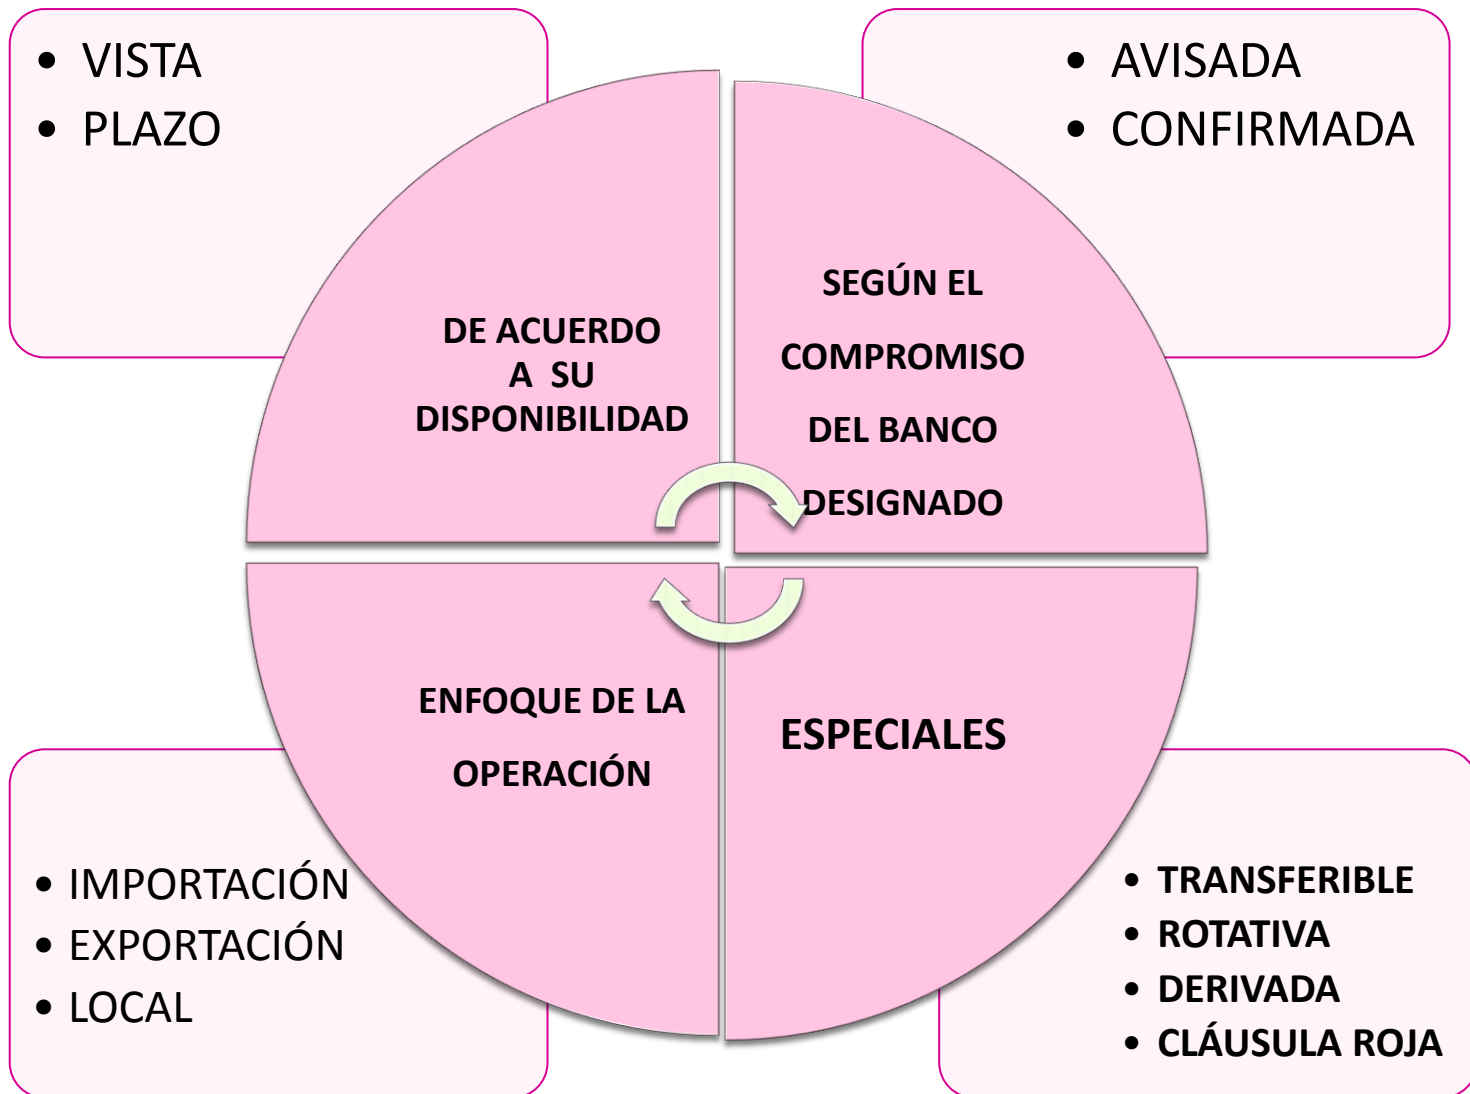 • VISTA
• PLAZO
DE ACUERDO
A SU
DISPONIBILIDAD
• AVISADA
• CONFIRMADA
SEGÚN EL
COMPROMISO
DEL BANCO
DESIGNADO
ENFOQUE DE LA
OPERACIÓN
• IMPORTACIÓN
• EXPORTACIÓN
• LOCAL
ESPECIALES
• TRANSFERIBLE
• ROTATIVA
• DERIVADA
• CLÁUSULA ROJA